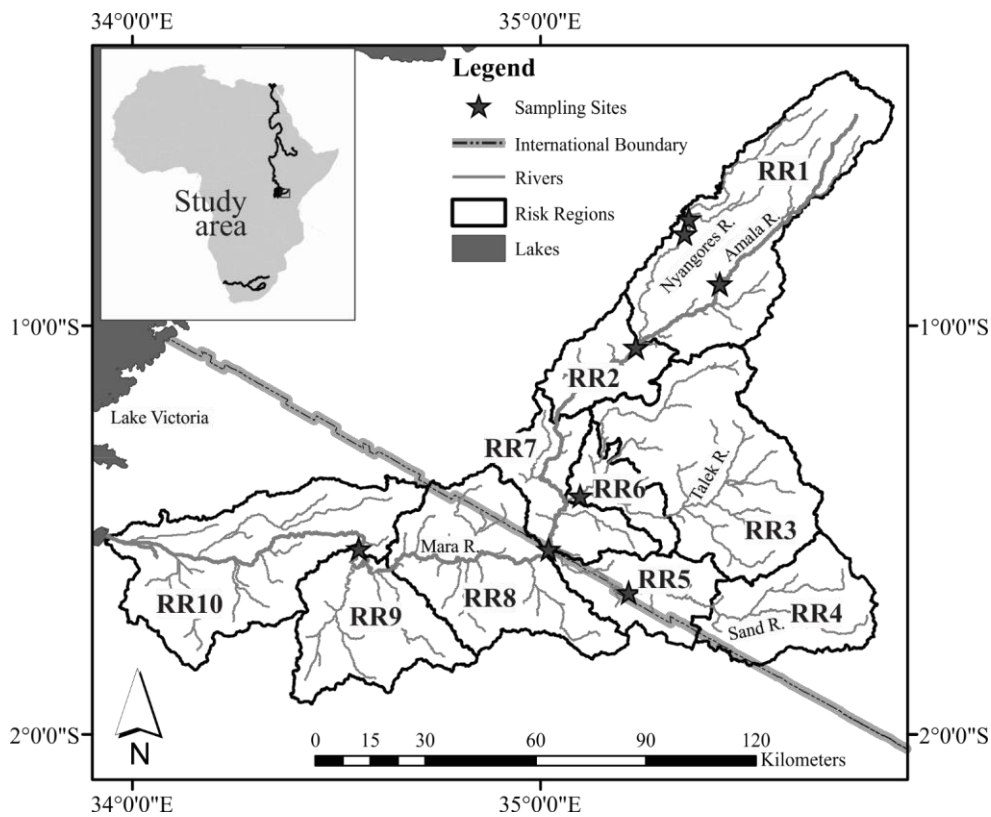 34°0'0"E
35°0'0"E
Study
area
Legend
Sampling Sites
International Boundary
Rivers
Risk Regions
Lakes
RR1
Nyangores R.
Amala R.
1°0'0"S
1°0'0"S
RR2
Lake Victoria
RR7
RR6
Talek R.
RR3
Mara R.
RR5
RR10
RR9
RR8
RR4
Sand R.
N
2°0'0"S
2°0'0"S
0 15 30 60 90 120
Kilometers
34°0'0"E
35°0'0"E